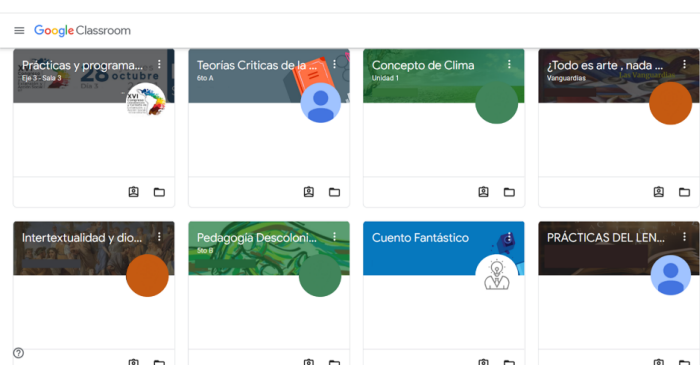 Google Classroom
Prácticas y programa...
Eje 3 - Sala 3
28
octubre
Eje 3
XVI
Teorías Críticas de la ...
6to A
Concepto de Clima
Unidad 1
¿Todo es arte , nada ...
Vanguardias
Las Vanguardias
Intertextualidad y dio...
Pedagogía Descoloni...
5to B
Cuento Fantástico
PRÁCTICAS DEL LEN...